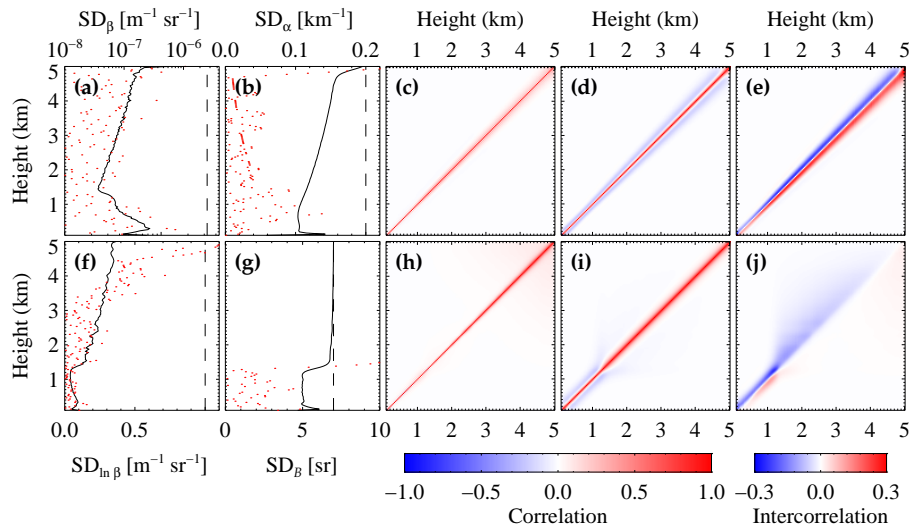 SD_β [m⁻¹ sr⁻¹] SD_α [km⁻¹] Height (km) Height (km) Height (km)
10⁻⁸ 10⁻⁷ 10⁻⁶ 0.0 0.1 0.2 1 2 3 4 5 1 2 3 4 5 1 2 3 4 5
Height (km)
5 4 3 2 1
(a) (b) (c) (d) (e)
Height (km)
5 4 3 2 1
(f) (g) (h) (i) (j)
0.0 0.5 0 10 1 2 3 4 5 1 2 3 4 5 1 2 3 4 5
SD_ln β [m⁻¹ sr⁻¹] SD_B [sr]
−1.0 −0.5 0.0 0.5 1.0 −0.3 0.0 0.3
Correlation Intercorrelation